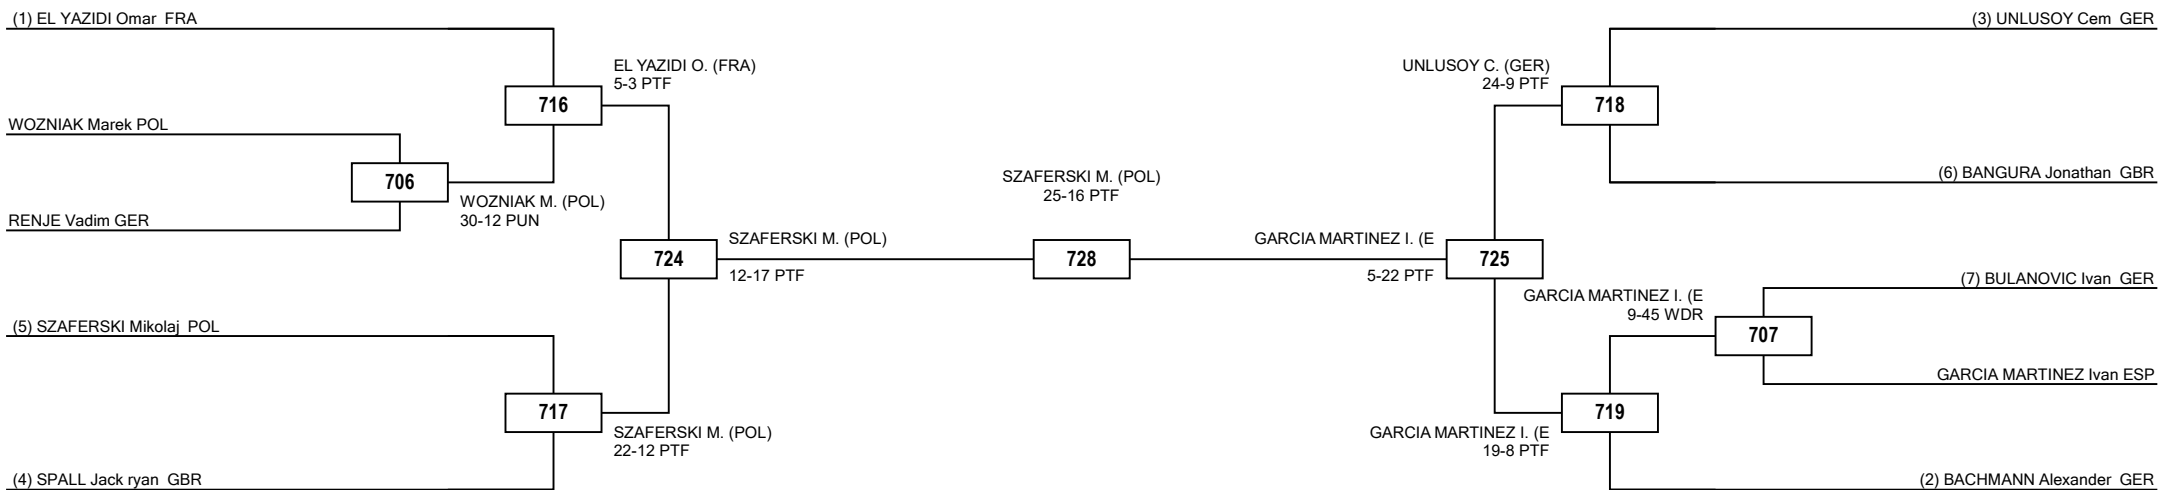 (1) EL YAZIDI Omar FRA
(3) UNLUSOY Cem GER
EL YAZIDI O. (FRA)
5-3 PTF
UNLUSOY C. (GER)
24-9 PTF
716
718
WOZNIAK Marek POL
706
SZAFERSKI M. (POL)
25-16 PTF
(6) BANGURA Jonathan GBR
WOZNIAK M. (POL)
30-12 PUN
RENJE Vadim GER
724
SZAFERSKI M. (POL)
12-17 PTF
728
GARCIA MARTINEZ I. (E
5-22 PTF
725
(7) BULANOVIC Ivan GER
GARCIA MARTINEZ I. (E
9-45 WDR
707
(5) SZAFERSKI Mikolaj POL
GARCIA MARTINEZ Ivan ESP
717
719
SZAFERSKI M. (POL)
22-12 PTF
GARCIA MARTINEZ I. (E
19-8 PTF
(4) SPALL Jack ryan GBR
(2) BACHMANN Alexander GER